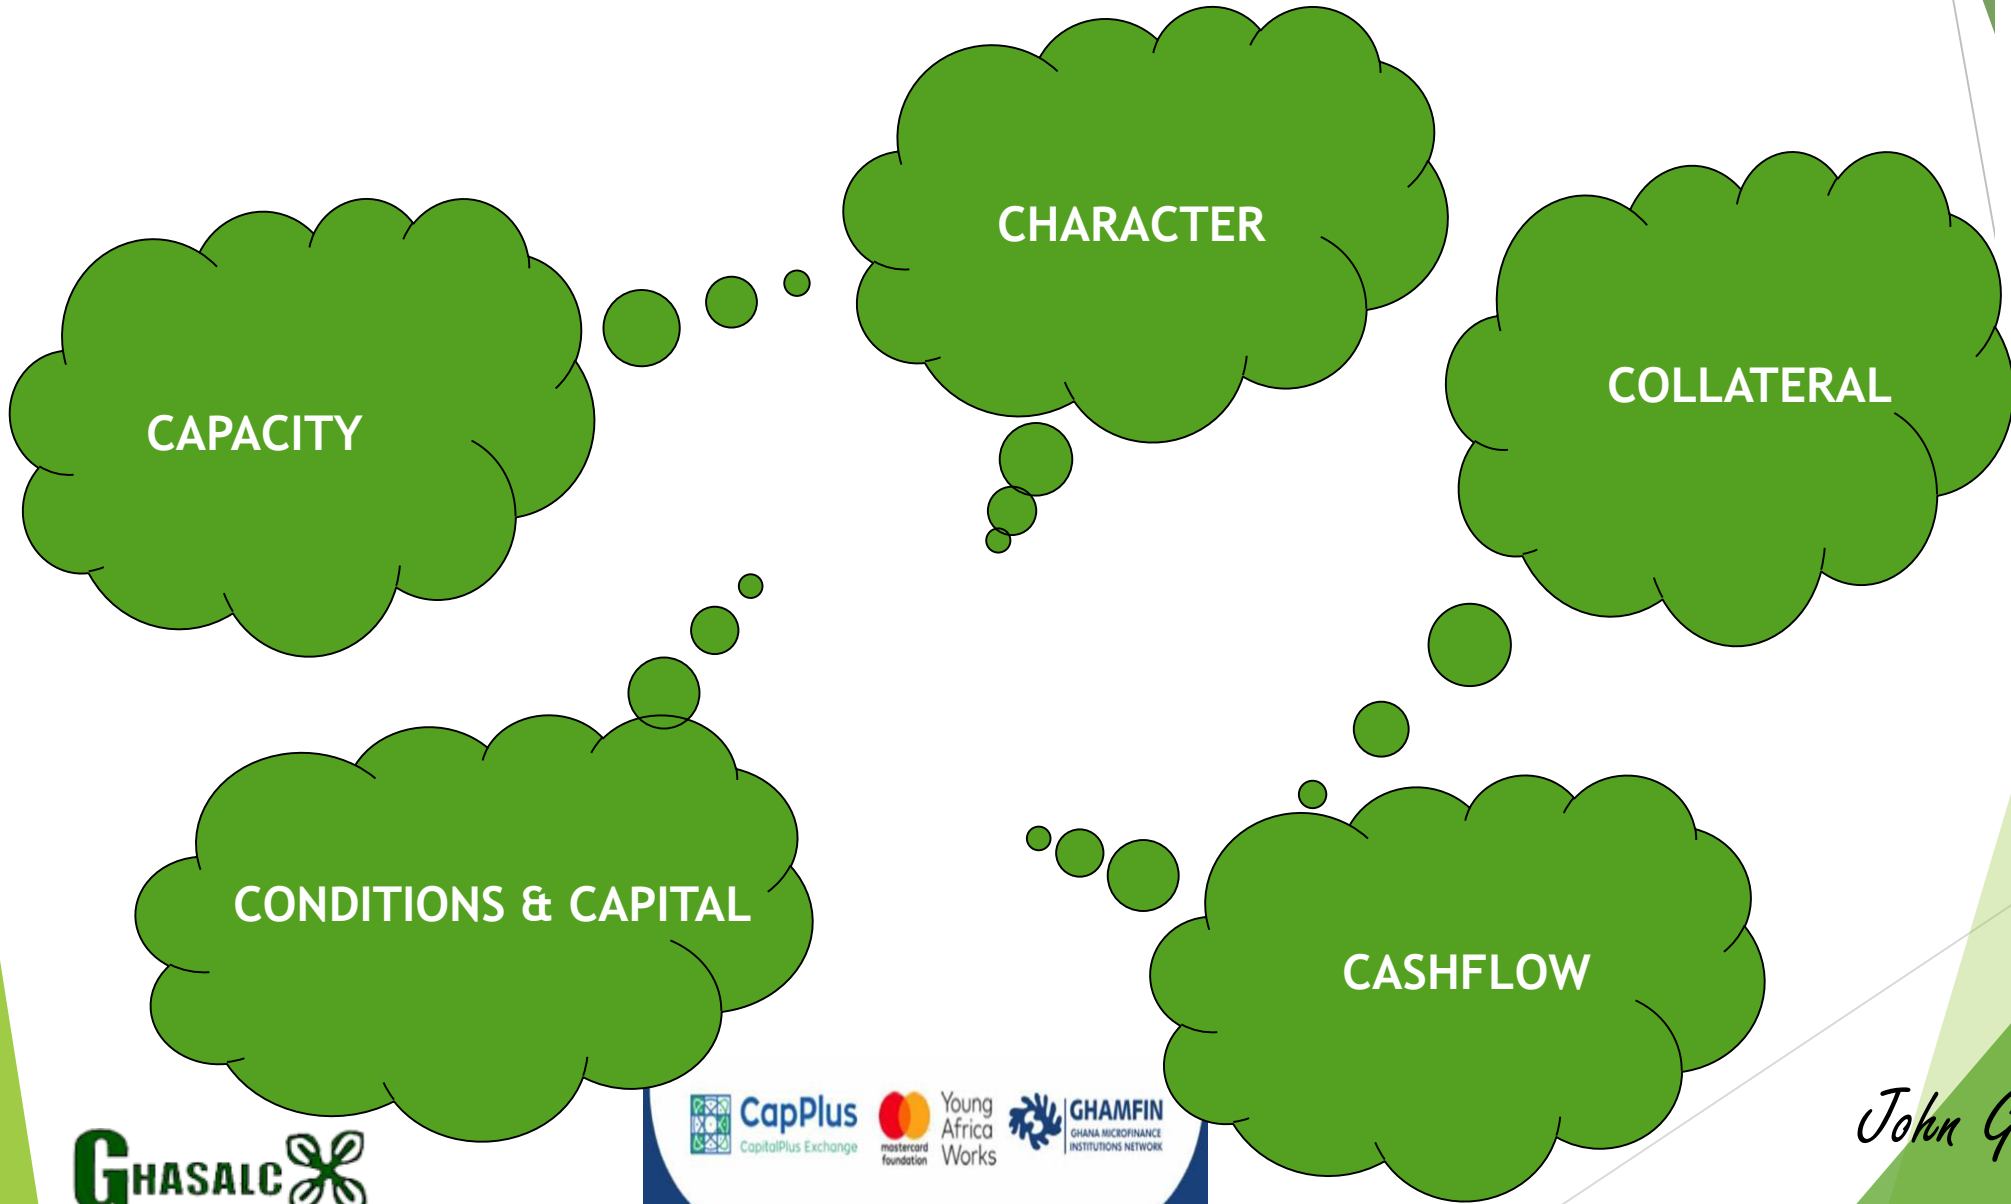 CHARACTER
COLLATERAL
CAPACITY
CONDITIONS & CAPITAL
CASHFLOW
CapPlus
CapitalPlus Exchange
mastercard
foundation
Young
Africa
Works
GHAMFIN
GHANA MICROFINANCE
INSTITUTIONS NETWORK
GHASALC
John G